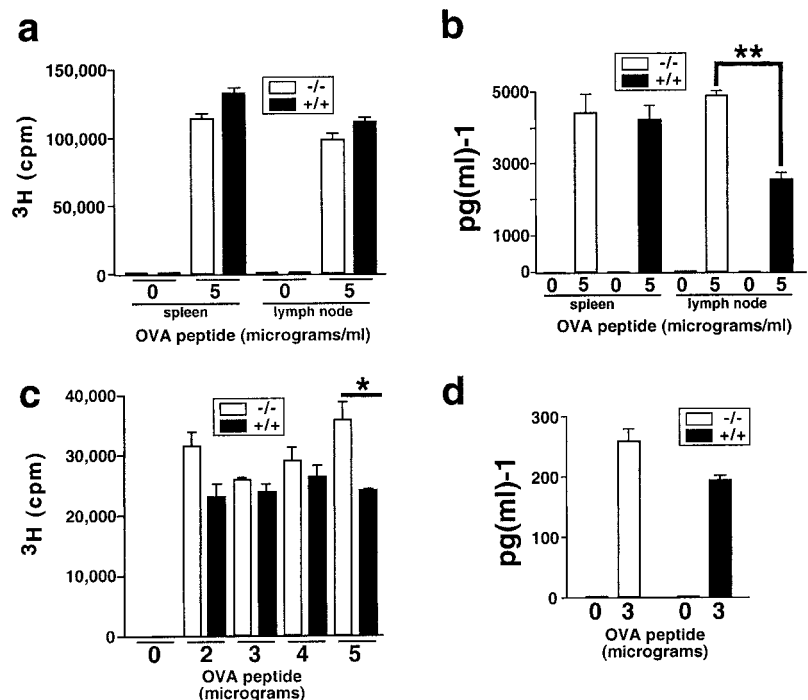 a
-/-
+/+
150,000
100,000
50,000
0
³H (cpm)
0 5 0 5
spleen lymph node
OVA peptide (micrograms/ml)
b
-/-
+/+
**
5000
3000
1000
0
pg(ml)-1
0 5 0 5 0 5 0 5
spleen lymph node
OVA peptide (micrograms/ml)
c
-/-
+/+
*
40,000
30,000
20,000
10,000
0
³H (cpm)
0 2 3 4 5
OVA peptide
(micrograms)
d
-/-
+/+
300
200
100
0
pg(ml)-1
0 3 0 3
OVA peptide
(micrograms)